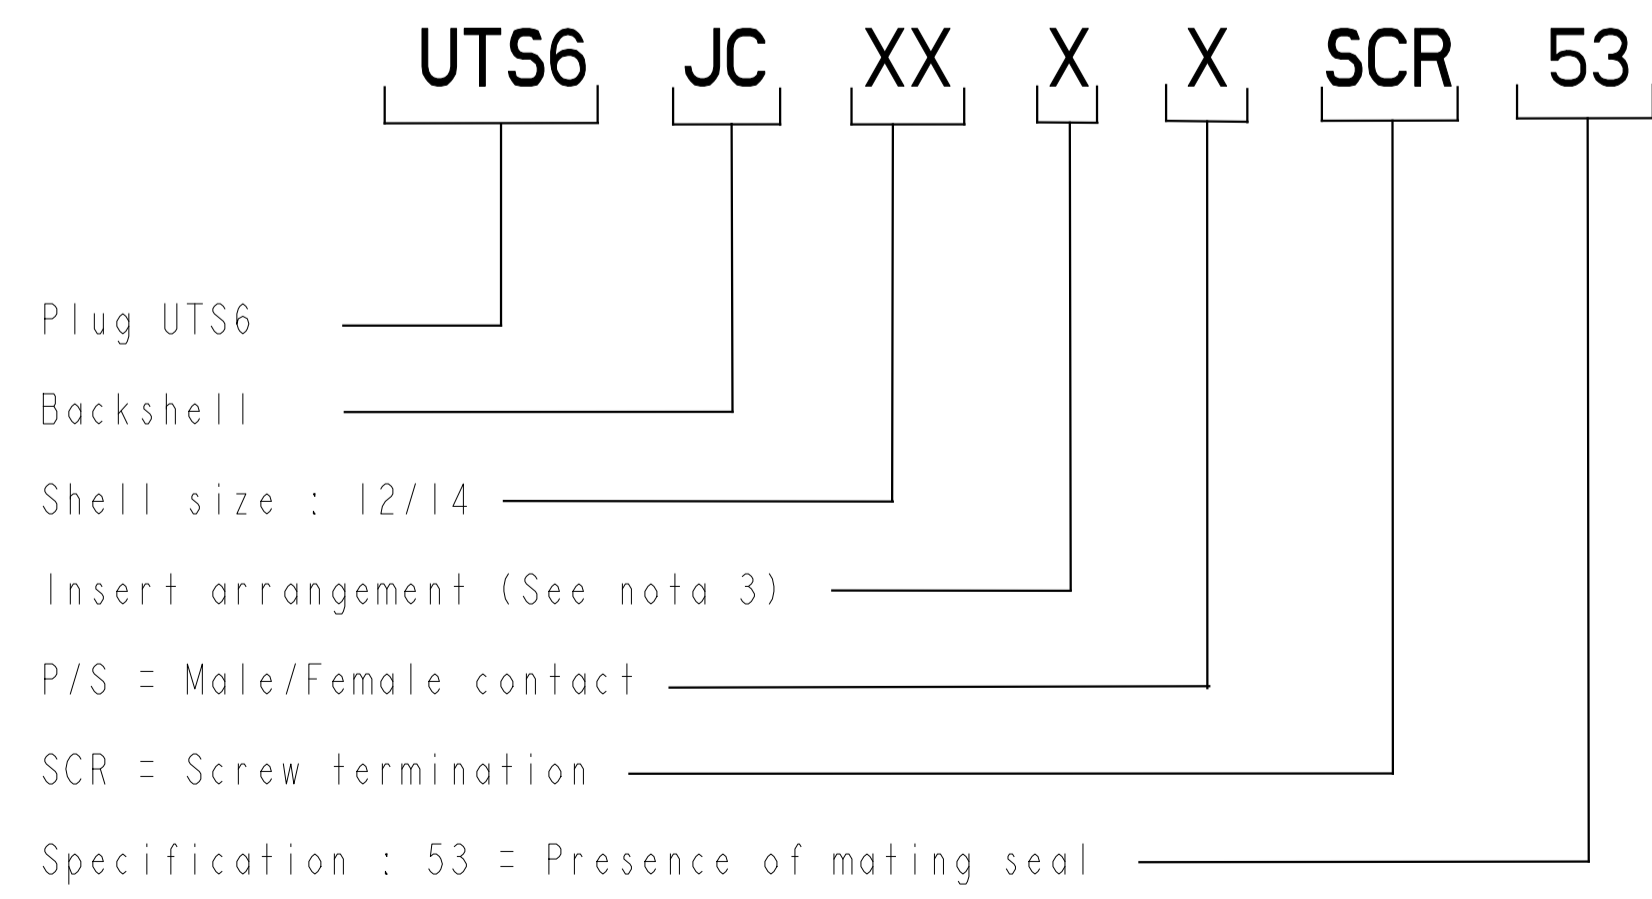 UTS6 JC XX X X SCR 53
Plug UTS6
Backshell
Shell size : 12/14
Insert arrangement (See nota 3)
P/S = Male/Female contact
SCR = Screw termination
Specification : 53 = Presence of mating seal